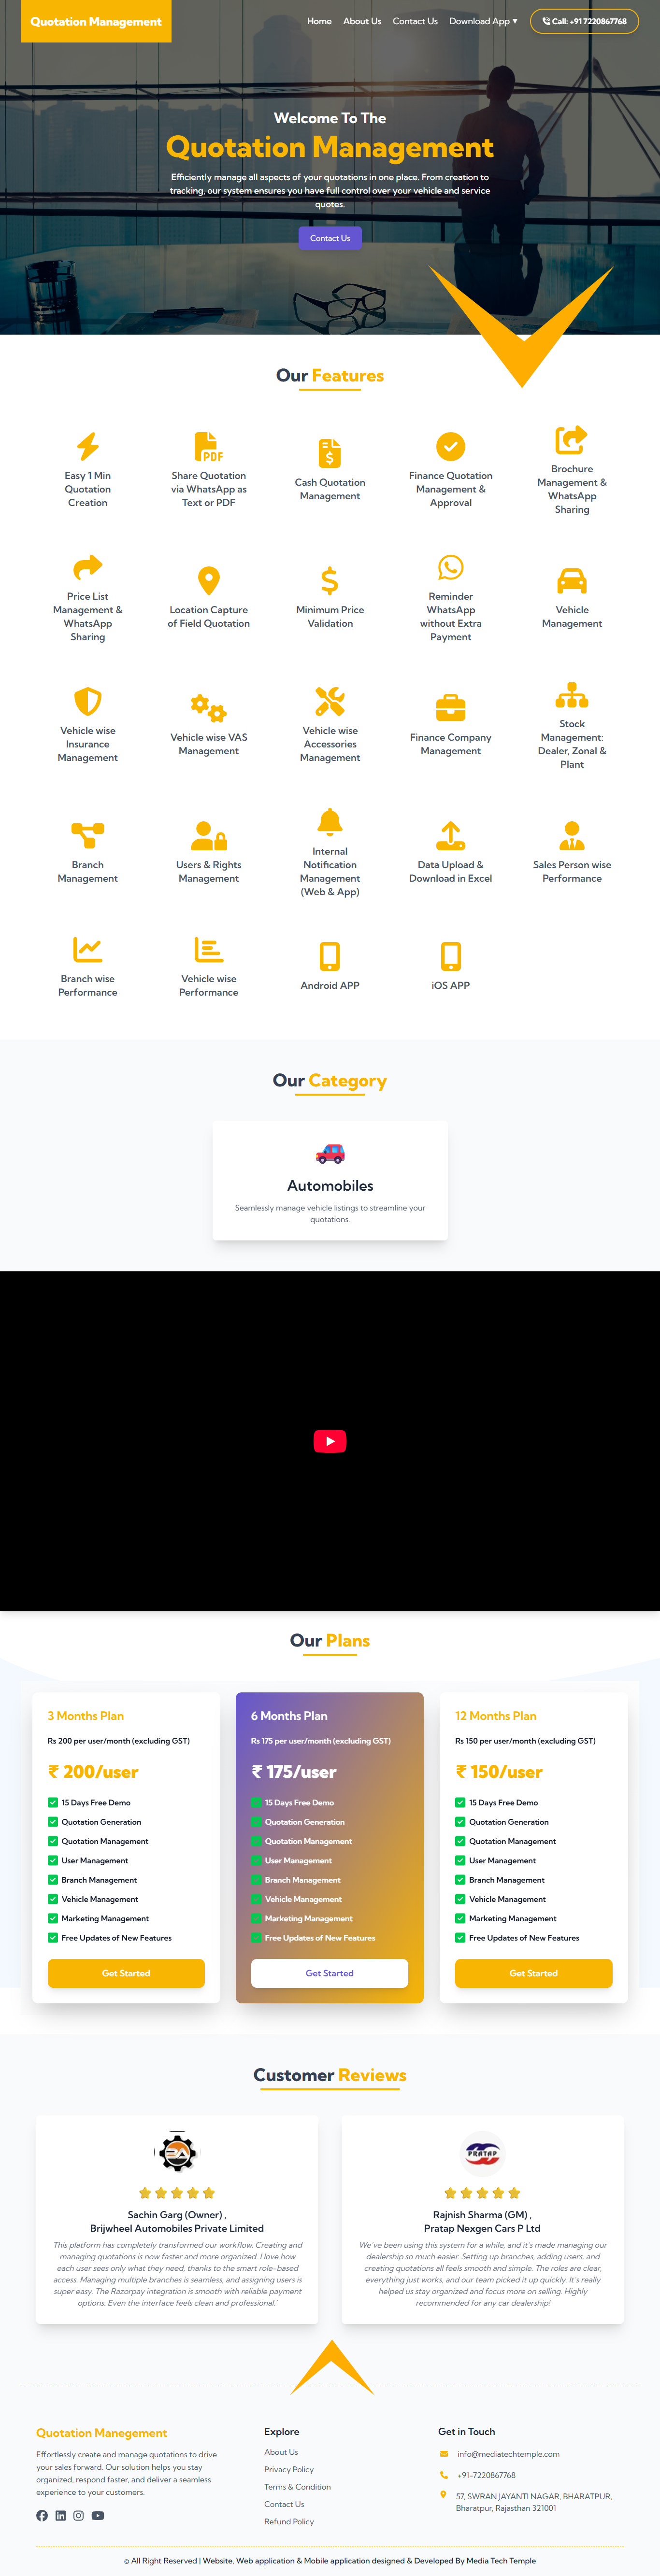 Quotation Management
Home
About Us
Contact Us
Download App ▼
Call: +91 7220867768
Welcome To The
Quotation Management
Efficiently manage all aspects of your quotations in one place. From creation to
tracking, our system ensures you have full control over your vehicle and service
quotes.
Contact Us
Our Features
Easy 1 Min
Quotation
Creation
PDF
Share Quotation
via WhatsApp as
Text or PDF
Cash Quotation
Management
Finance Quotation
Management &
Approval
Brochure
Management &
WhatsApp
Sharing
Price List
Management &
WhatsApp
Sharing
Location Capture
of Field Quotation
Minimum Price
Validation
Reminder
WhatsApp
without Extra
Payment
Vehicle
Management
Vehicle wise
Insurance
Management
Vehicle wise VAS
Management
Vehicle wise
Accessories
Management
Finance Company
Management
Stock
Management:
Dealer, Zonal &
Plant
Branch
Management
Users & Rights
Management
Internal
Notification
Management
(Web & App)
Data Upload &
Download in Excel
Sales Person wise
Performance
Branch wise
Performance
Vehicle wise
Performance
Android APP
iOS APP
Our Category
Automobiles
Seamlessly manage vehicle listings to streamline your
quotations.
Our Plans
3 Months Plan
Rs 200 per user/month (excluding GST)
₹ 200/user
15 Days Free Demo
Quotation Generation
Quotation Management
User Management
Branch Management
Vehicle Management
Marketing Management
Free Updates of New Features
Get Started
6 Months Plan
Rs 175 per user/month (excluding GST)
₹ 175/user
15 Days Free Demo
Quotation Generation
Quotation Management
User Management
Branch Management
Vehicle Management
Marketing Management
Free Updates of New Features
Get Started
12 Months Plan
Rs 150 per user/month (excluding GST)
₹ 150/user
15 Days Free Demo
Quotation Generation
Quotation Management
User Management
Branch Management
Vehicle Management
Marketing Management
Free Updates of New Features
Get Started
Customer Reviews
Sachin Garg (Owner) ,
Brijwheel Automobiles Private Limited
This platform has completely transformed our workflow. Creating and
managing quotations is now faster and more organized. I love how
each user sees only what they need, thanks to the smart role-based
access. Managing multiple branches is seamless, and assigning users is
super easy. The Razorpay integration is smooth with reliable payment
options. Even the interface feels clean and professional.'
PRATAP
Rajnish Sharma (GM) ,
Pratap Nexgen Cars P Ltd
We've been using this system for a while, and it's made managing our
dealership so much easier. Setting up branches, adding users, and
creating quotations all feels smooth and simple. The roles are clear,
everything just works, and our team picked it up quickly. It's really
helped us stay organized and focus more on selling. Highly
recommended for any car dealership!
Quotation Manegement
Effortlessly create and manage quotations to drive
your sales forward. Our solution helps you stay
organized, respond faster, and deliver a seamless
experience to your customers.
Explore
About Us
Privacy Policy
Terms & Condition
Contact Us
Refund Policy
Get in Touch
info@mediatechtemple.com
+91-7220867768
57, SWRAN JAYANTI NAGAR, BHARATPUR,
Bharatpur, Rajasthan 321001
© All Right Reserved | Website, Web application & Mobile application designed & Developed By Media Tech Temple